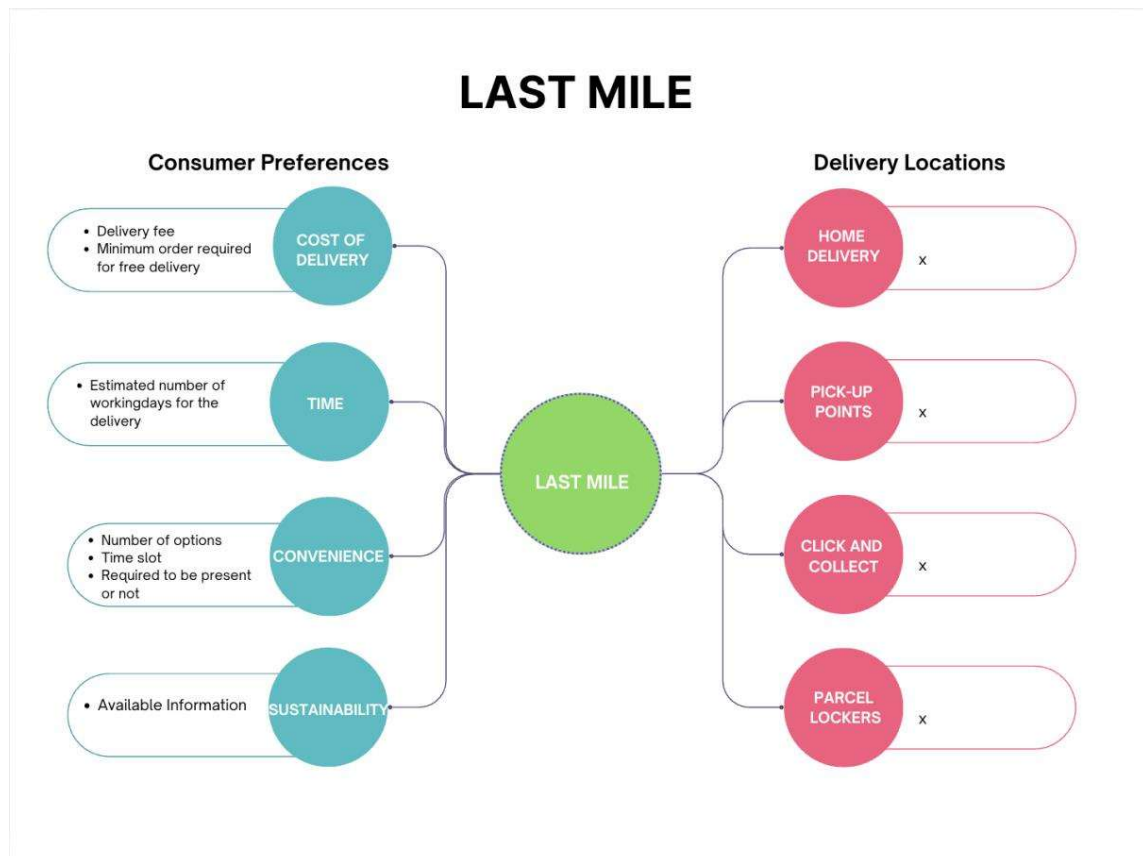 LAST MILE
Consumer Preferences
• Delivery fee
• Minimum order required
for free delivery
COST OF
DELIVERY
• Estimated number of
workingdays for the
delivery
TIME
• Number of options
• Time slot
• Required to be present
or not
CONVENIENCE
• Available Information
SUSTAINABILITY
LAST MILE
Delivery Locations
HOME
DELIVERY
x
PICK-UP
POINTS
x
CLICK AND
COLLECT
x
PARCEL
LOCKERS
x